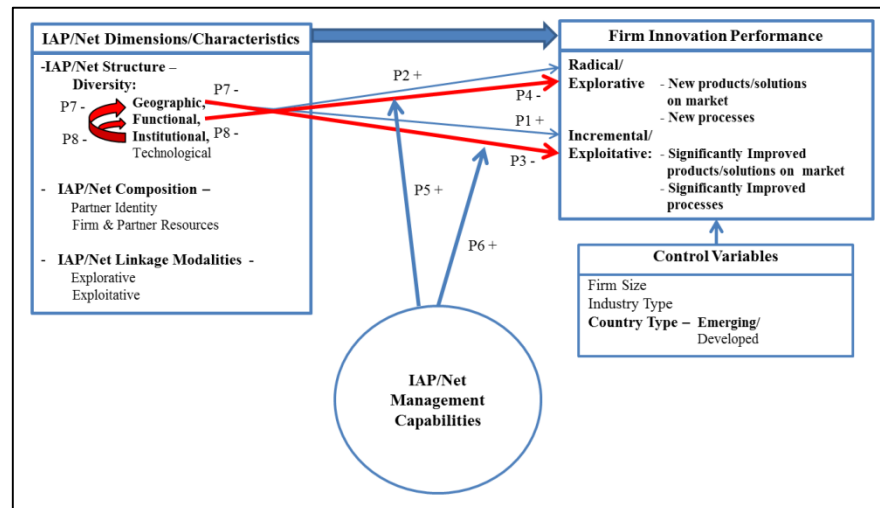 IAP/Net Dimensions/Characteristics
-IAP/Net Structure –
Diversity:
Geographic,
Functional,
Institutional,
Technological
P7 -
P8 -
- IAP/Net Composition –
Partner Identity
Firm & Partner Resources
- IAP/Net Linkage Modalities -
Explorative
Exploitative
P7 -
P8 -
P2 +
P4 -
P1 +
P3 -
P5 +
P6 +
Firm Innovation Performance
Radical/
Explorative - New products/solutions
on market
- New processes
Incremental/
Exploitative: - Significantly Improved
products/solutions on market
- Significantly Improved
processes
Control Variables
Firm Size
Industry Type
Country Type – Emerging/
Developed
IAP/Net
Management
Capabilities